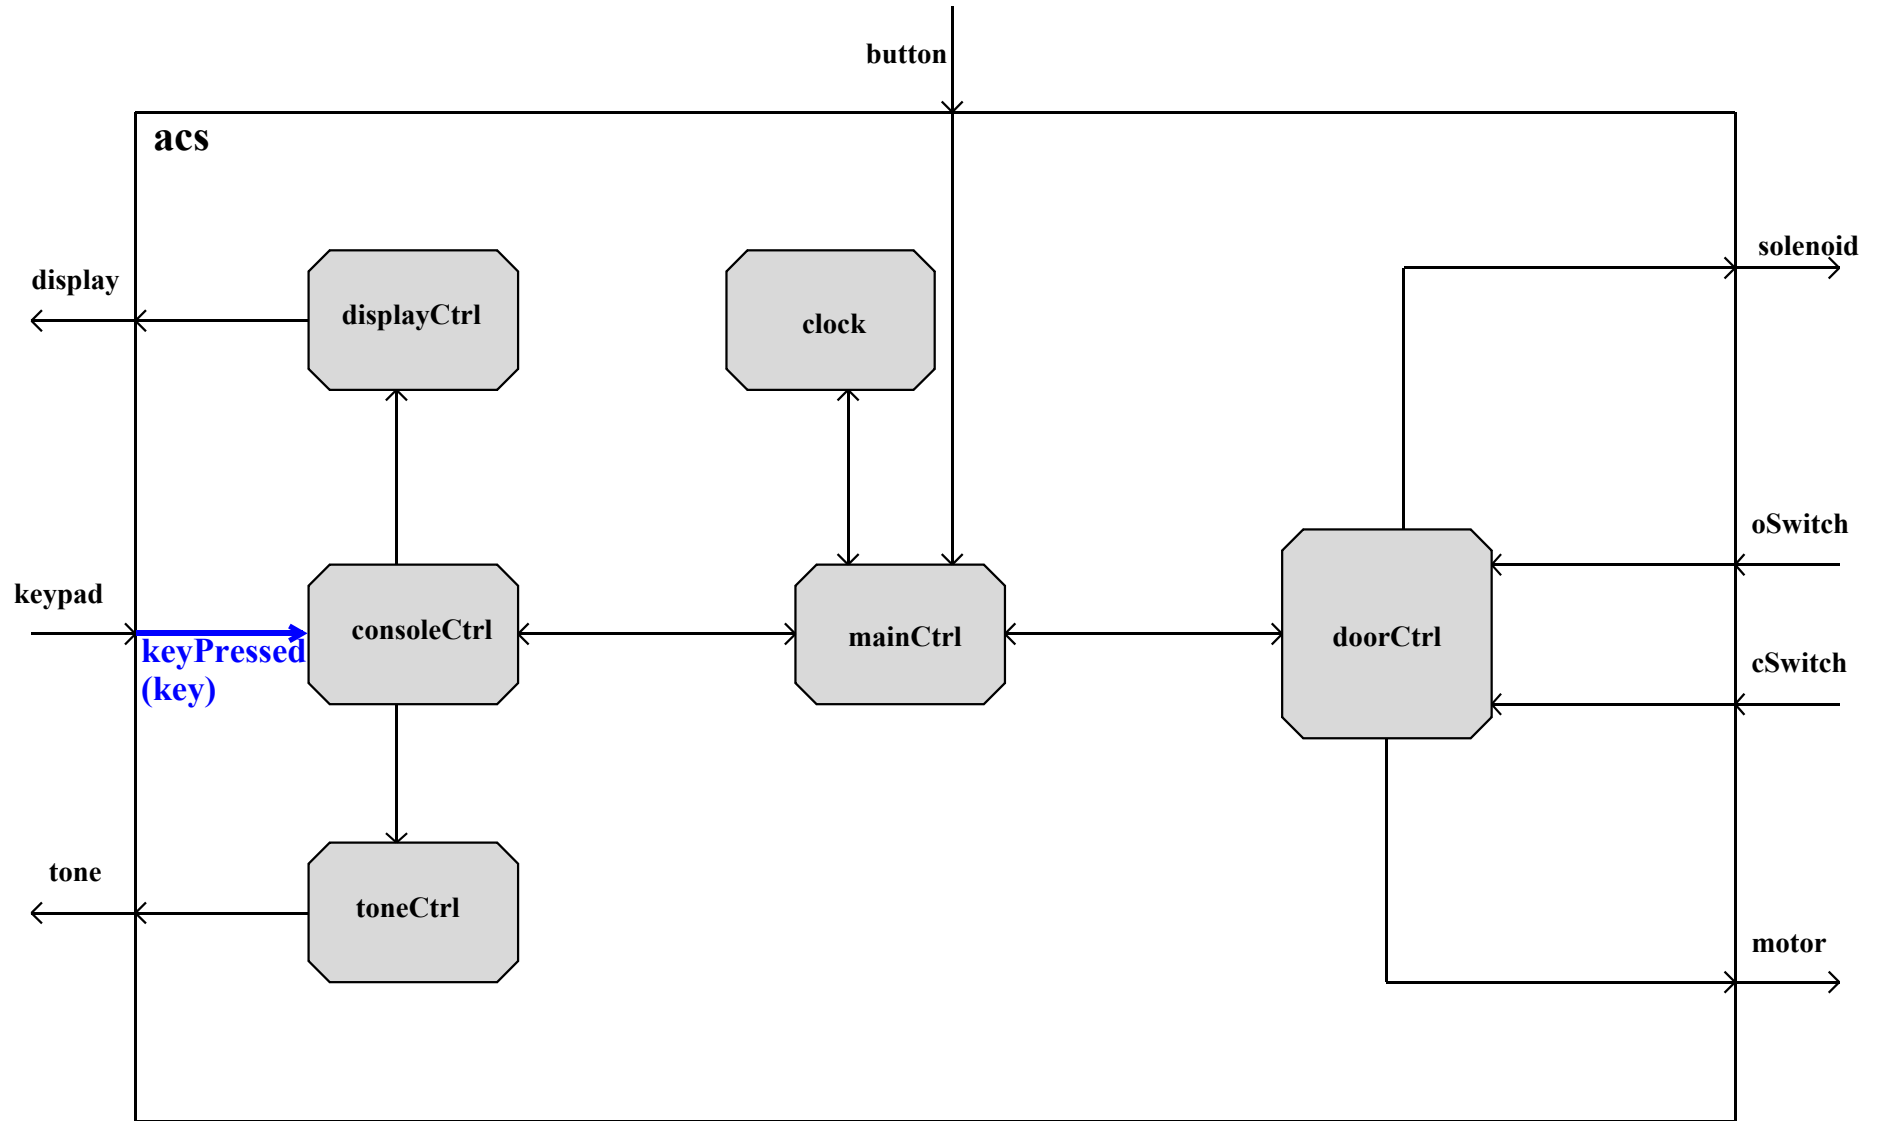 button
acs
solenoid
display
displayCtrl
clock
oSwitch
keypad
consoleCtrl
mainCtrl
doorCtrl
keyPressed
(key)
cSwitch
tone
toneCtrl
motor